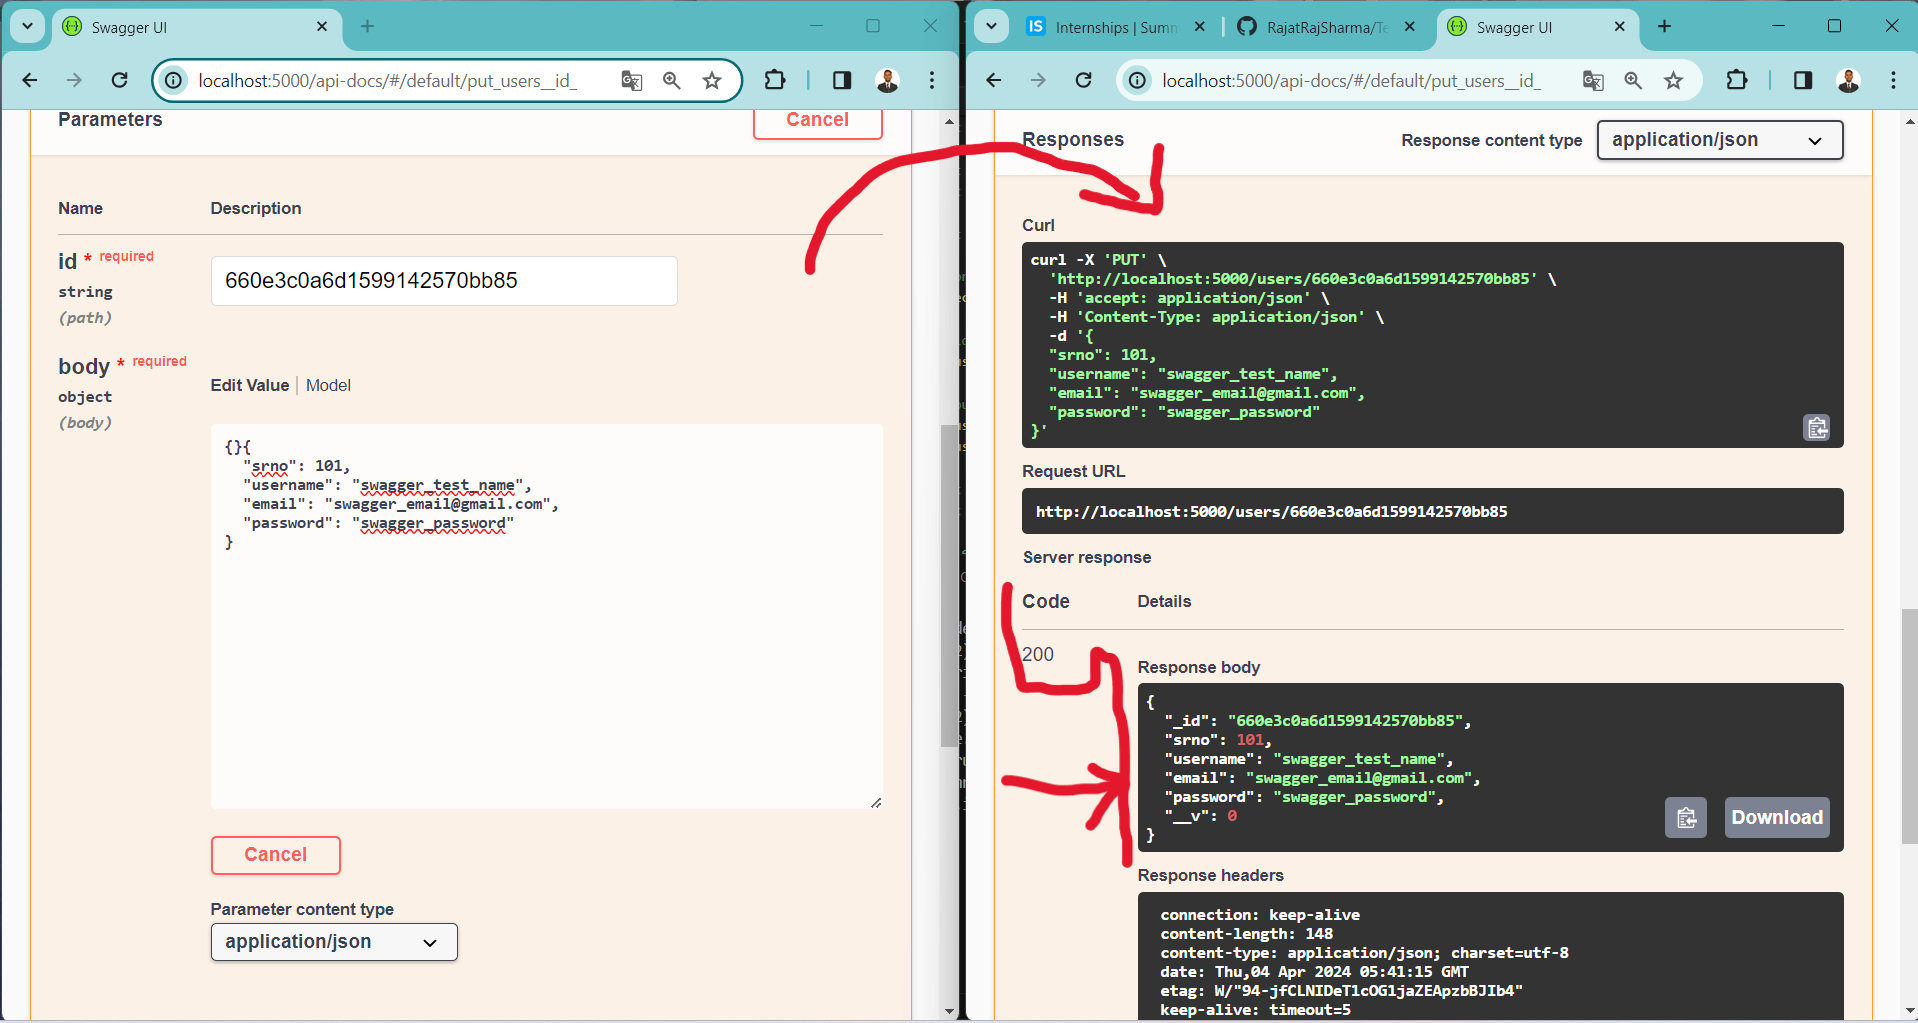 Swagger UI
localhost:5000/api-docs/#/default/put_users__id_
Parameters
Cancel
Name Description
id * required
string
(path)
660e3c0a6d1599142570bb85
body * required
object
(body)
Edit Value | Model
{}{
"srno": 101,
"username": "swagger_test_name",
"email": "swagger_email@gmail.com",
"password": "swagger_password"
}
Cancel
Parameter content type
application/json
IS Internships | Summ RajatRajSharma/Te Swagger UI
localhost:5000/api-docs/#/default/put_users__id_
Responses Response content type application/json
Curl
curl -X 'PUT' \
'http://localhost:5000/users/660e3c0a6d1599142570bb85' \
-H 'accept: application/json' \
-H 'Content-Type: application/json' \
-d '{
"srno": 101,
"username": "swagger_test_name",
"email": "swagger_email@gmail.com",
"password": "swagger_password"
}'
Request URL
http://localhost:5000/users/660e3c0a6d1599142570bb85
Server response
Code Details
200
Response body
{
"_id": "660e3c0a6d1599142570bb85",
"srno": 101,
"username": "swagger_test_name",
"email": "swagger_email@gmail.com",
"password": "swagger_password",
"__v": 0
}
Download
Response headers
connection: keep-alive
content-length: 148
content-type: application/json; charset=utf-8
date: Thu,04 Apr 2024 05:41:15 GMT
etag: W/"94-jfCLNIDeT1cOG1jaZEApzbBJIb4"
keep-alive: timeout=5